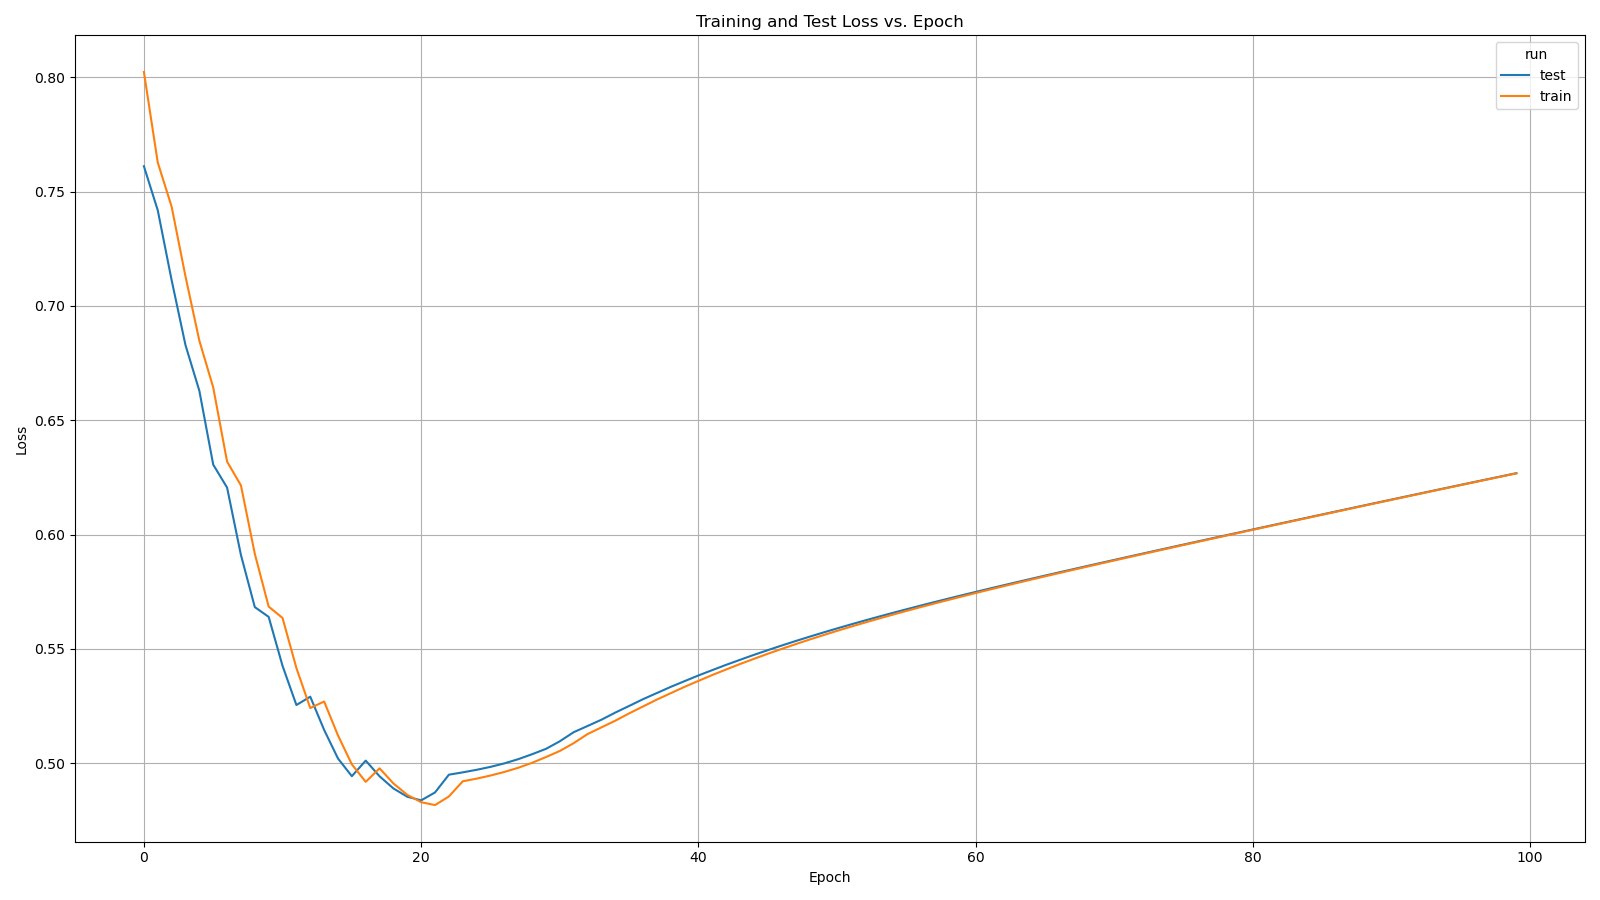 Training and Test Loss vs. Epoch
run
test
train
0.80
0.75
0.70
0.65
0.60
0.55
0.50
Loss
0 20 40 60 80 100
Epoch